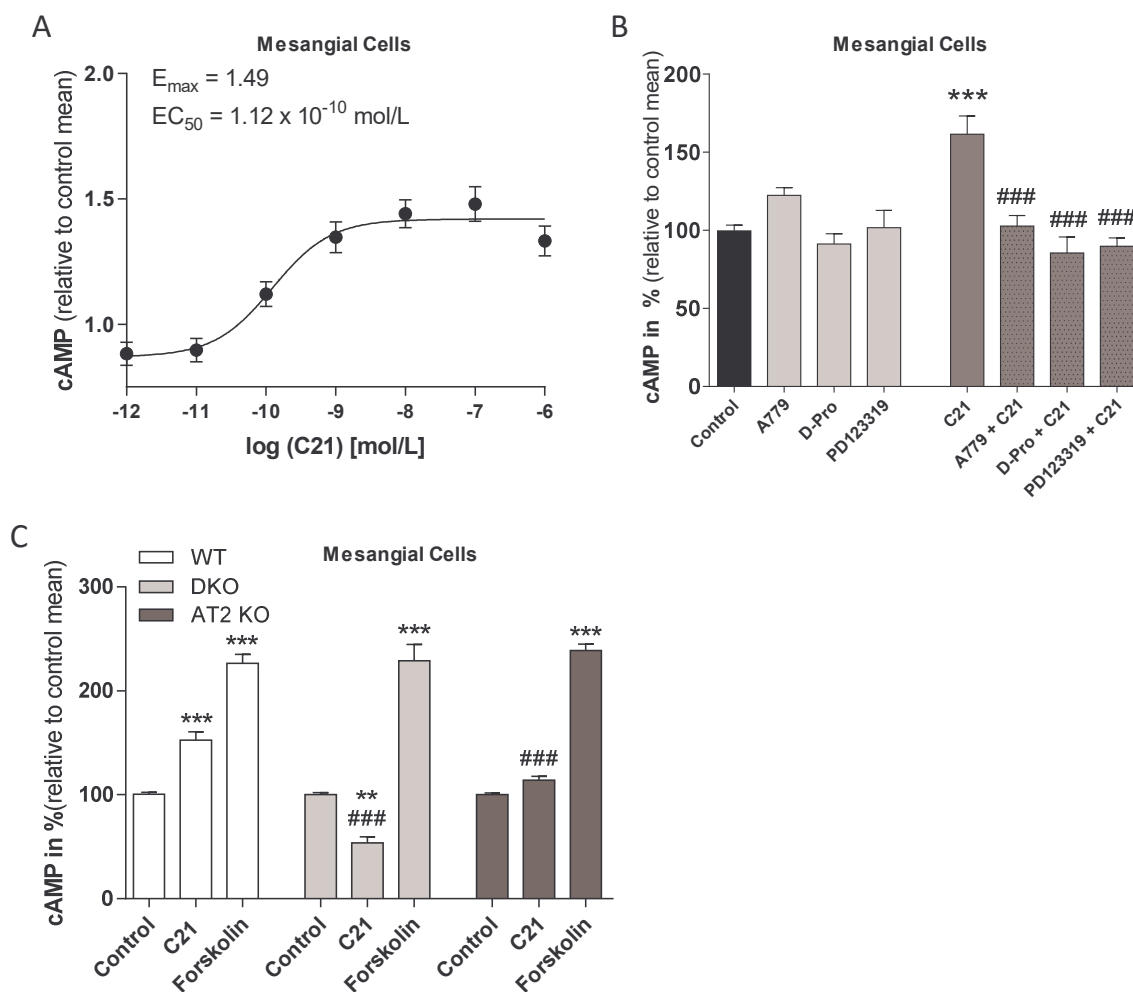 A
Mesangial Cells
cAMP (relative to control mean)
E_max = 1.49
EC_50 = 1.12 x 10^-10 mol/L
2.0
1.5
1.0
-12 -11 -10 -9 -8 -7 -6
log (C21) [mol/L]
B
Mesangial Cells
cAMP in % (relative to control mean)
200
150
100
50
0
***
###
###
###
Control
A779
D-Pro
PD123319
C21
A779 + C21
D-Pro + C21
PD123319 + C21
C
Mesangial Cells
WT
DKO
AT2 KO
cAMP in %(relative to control mean)
300
200
100
0
***
***
**
###
***
###
***
Control
C21
Forskolin
Control
C21
Forskolin
Control
C21
Forskolin